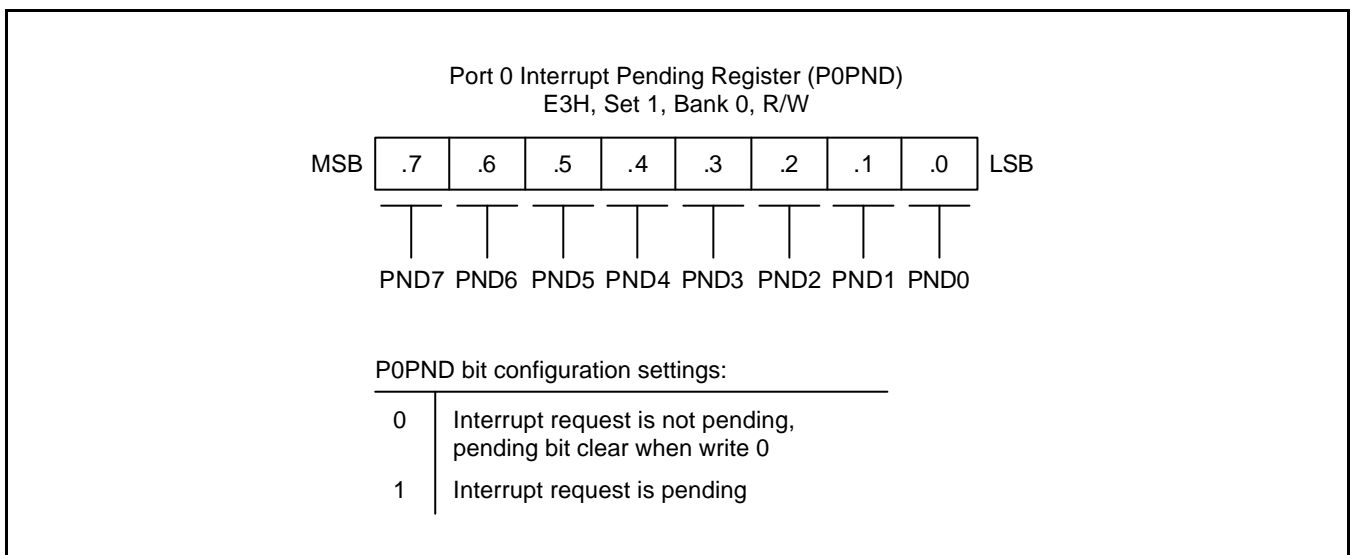 Port 0 Interrupt Pending Register (P0PND)
E3H, Set 1, Bank 0, R/W
MSB .7 .6 .5 .4 .3 .2 .1 .0 LSB
PND7 PND6 PND5 PND4 PND3 PND2 PND1 PND0
P0PND bit configuration settings:
0 Interrupt request is not pending,
pending bit clear when write 0
1 Interrupt request is pending